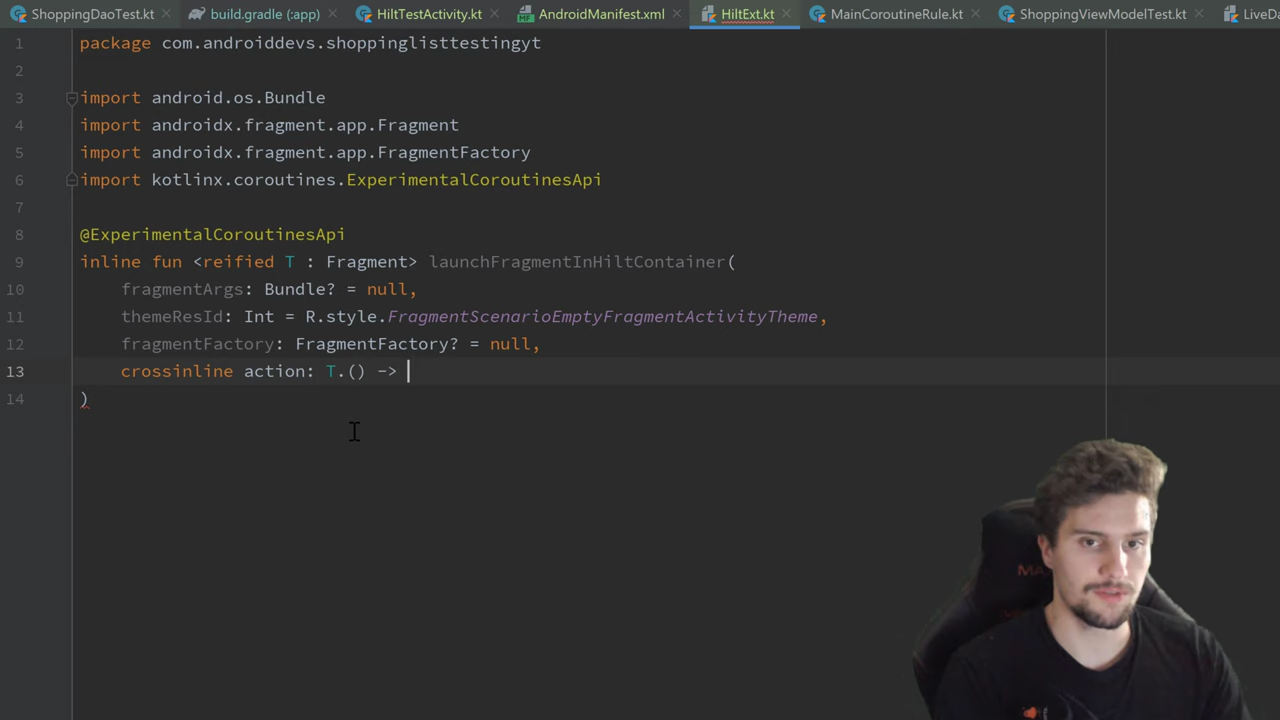 ShoppingDaoTest.kt build.gradle (:app) HiltTestActivity.kt AndroidManifest.xml HiltExt.kt MainCoroutineRule.kt ShoppingViewModelTest.kt
1 package com.androiddevs.shoppinglisttestingyt
2
3 import android.os.Bundle
4 import androidx.fragment.app.Fragment
5 import androidx.fragment.app.FragmentFactory
6 import kotlinx.coroutines.ExperimentalCoroutinesApi
7
8 @ExperimentalCoroutinesApi
9 inline fun <reified T : Fragment> launchFragmentInHiltContainer(
10 fragmentArgs: Bundle? = null,
11 themeResId: Int = R.style.FragmentScenarioEmptyFragmentActivityTheme,
12 fragmentFactory: FragmentFactory? = null,
13 crossinline action: T.() ->
14 )